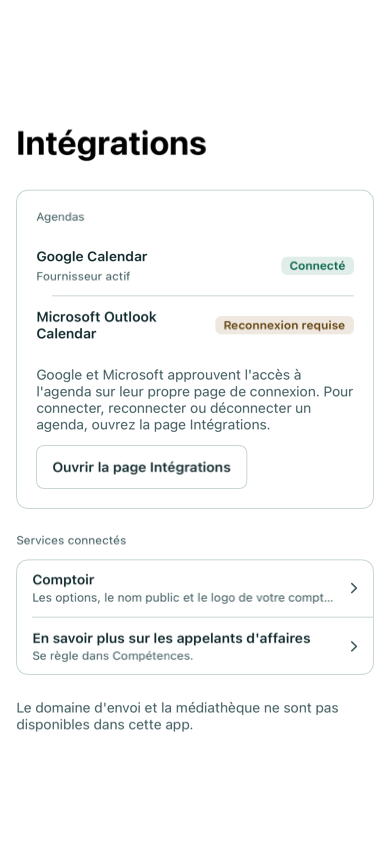 Intégrations
Agendas
Google Calendar
Fournisseur actif
Connecté
Microsoft Outlook
Calendar
Reconnexion requise
Google et Microsoft approuvent l'accès à
l'agenda sur leur propre page de connexion. Pour
connecter, reconnecter ou déconnecter un
agenda, ouvrez la page Intégrations.
Ouvrir la page Intégrations
Services connectés
Comptoir
Les options, le nom public et le logo de votre compt...
En savoir plus sur les appelants d'affaires
Se règle dans Compétences.
Le domaine d'envoi et la médiathèque ne sont pas
disponibles dans cette app.